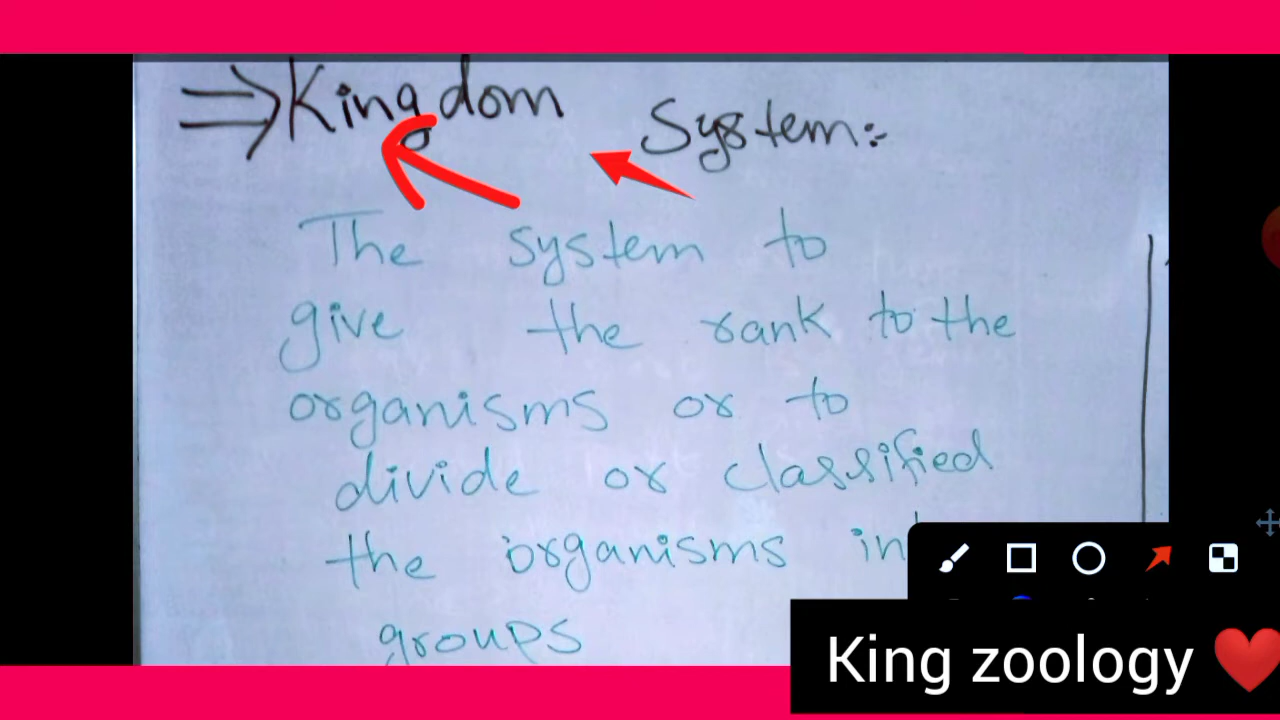 ⇒Kingdom System:-
The system to
give the rank to the
organisms or to
divide or classified
the organisms in
groups
King zoology ❤️